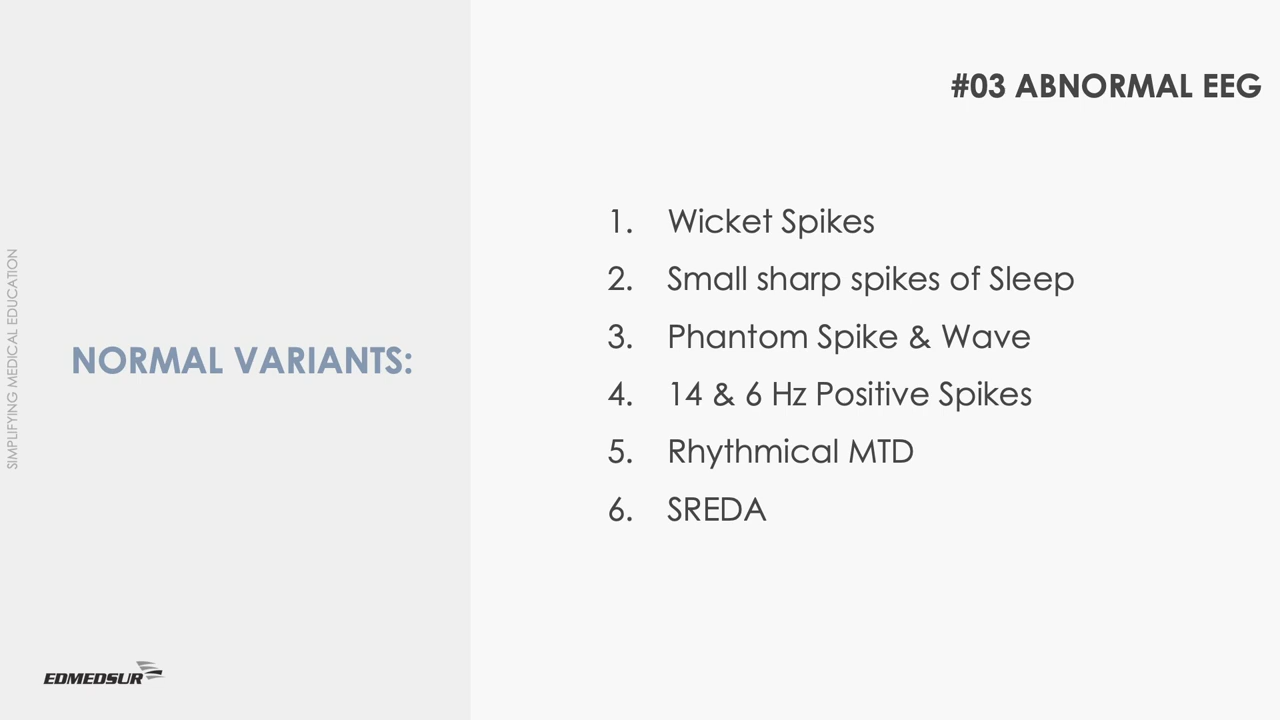 #03 ABNORMAL EEG
SIMPLIFYING MEDICAL EDUCATION
NORMAL VARIANTS:
1. Wicket Spikes
2. Small sharp spikes of Sleep
3. Phantom Spike & Wave
4. 14 & 6 Hz Positive Spikes
5. Rhythmical MTD
6. SREDA
EDMEDSUR